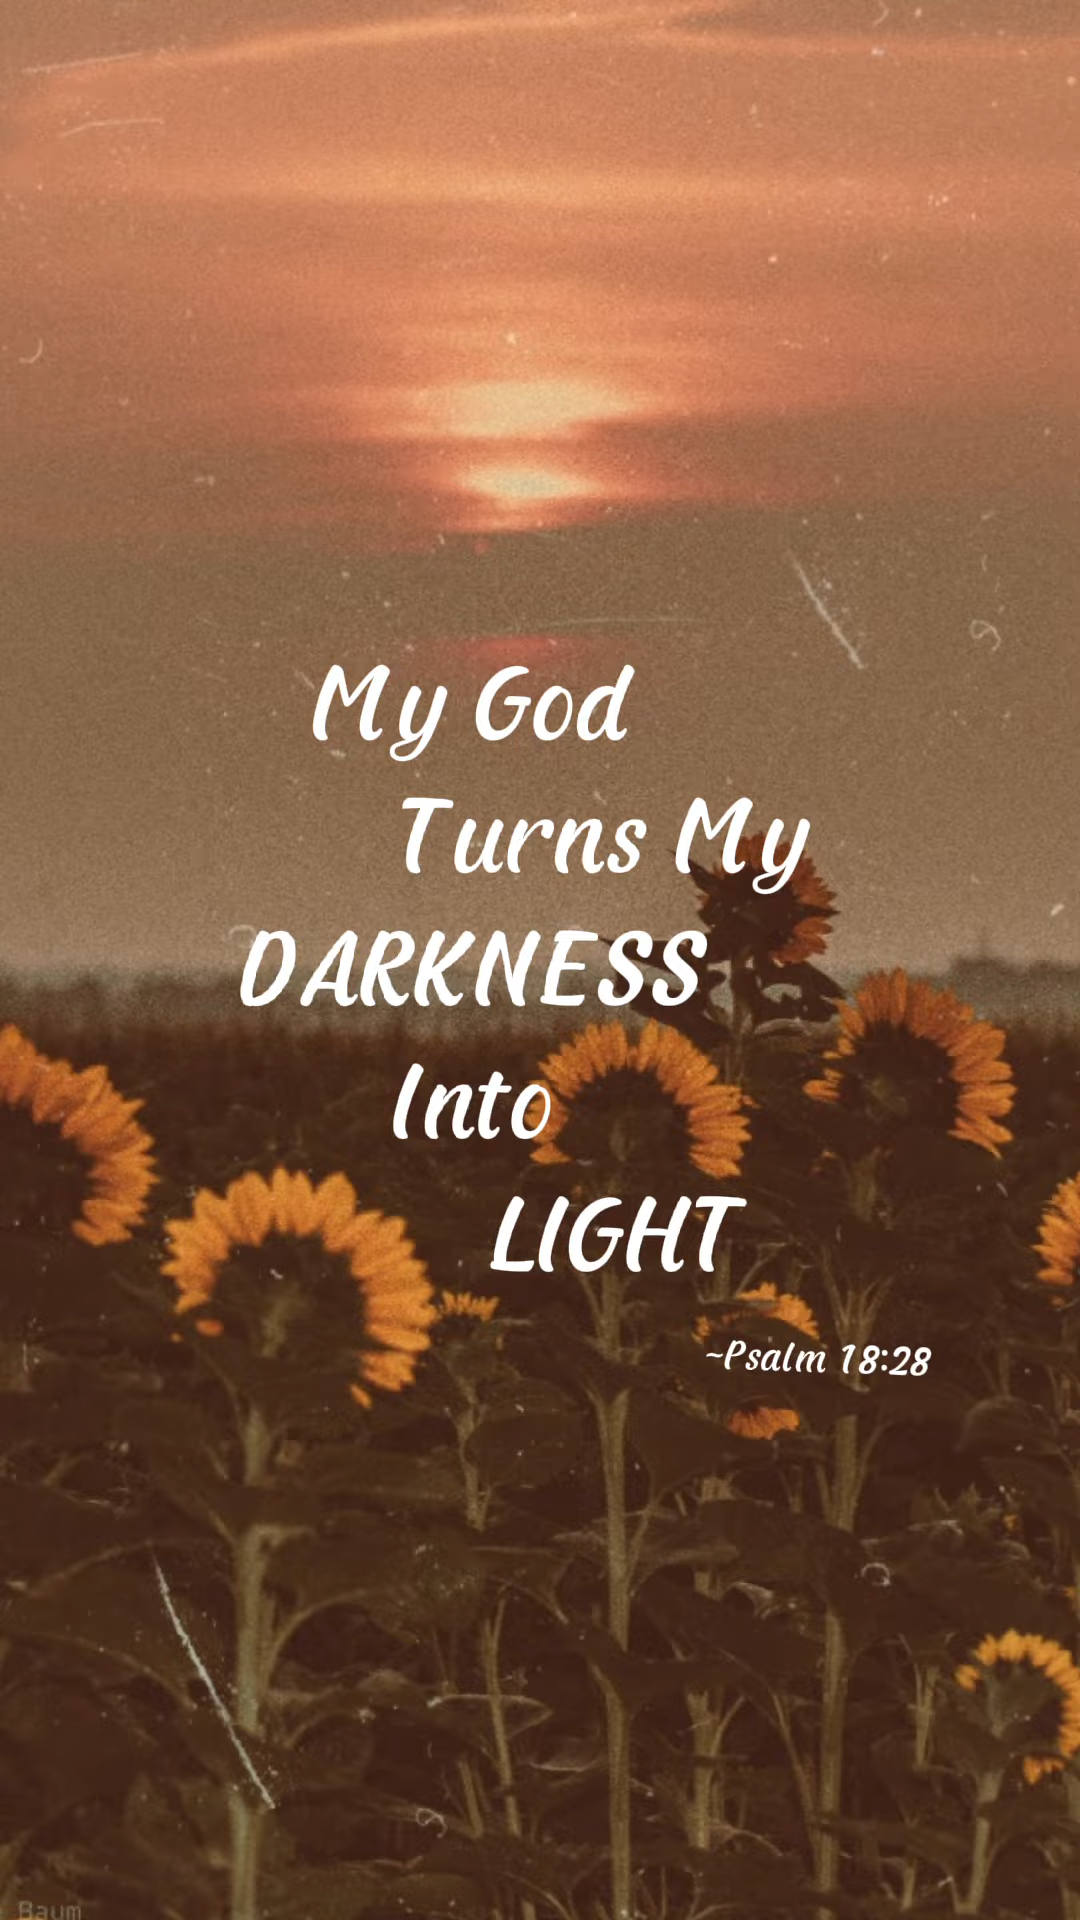 My God
Turns My
DARKNESS
Into
LIGHT
~Psalm 18:28
Baum